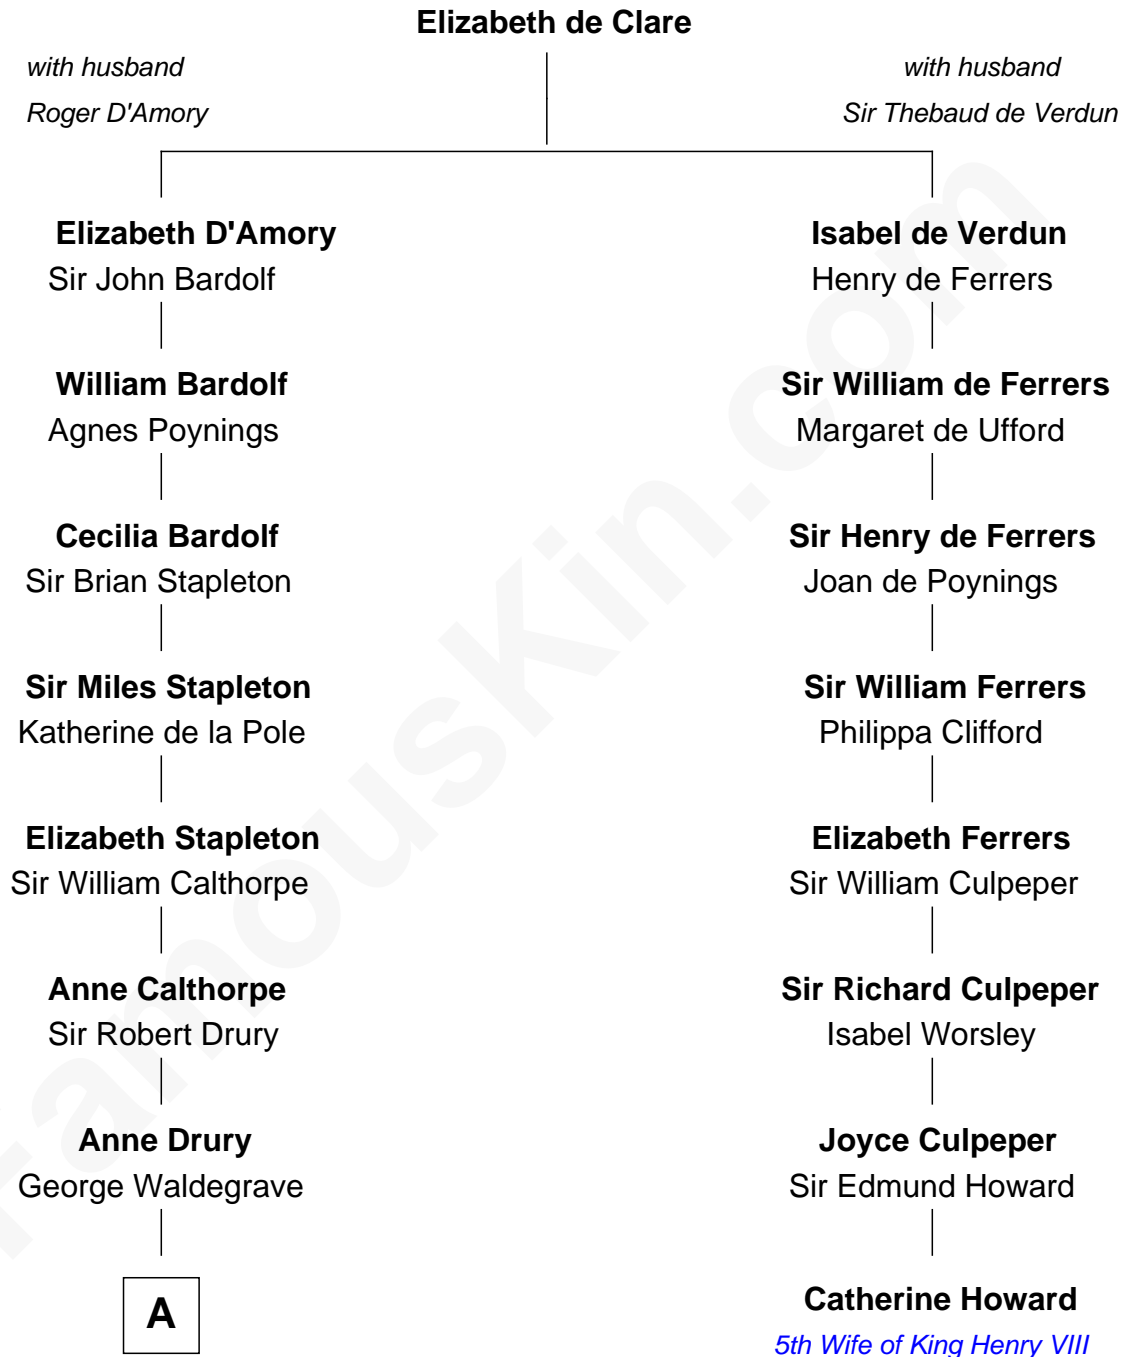 Elizabeth de Clare
with husband
Roger D'Amory
with husband
Sir Thebaud de Verdun
Elizabeth D'Amory
Sir John Bardolf
Isabel de Verdun
Henry de Ferrers
William Bardolf
Agnes Poynings
Sir William de Ferrers
Margaret de Ufford
Cecilia Bardolf
Sir Brian Stapleton
Sir Henry de Ferrers
Joan de Poynings
Sir Miles Stapleton
Katherine de la Pole
Sir William Ferrers
Philippa Clifford
Elizabeth Stapleton
Sir William Calthorpe
Elizabeth Ferrers
Sir William Culpeper
Anne Calthorpe
Sir Robert Drury
Sir Richard Culpeper
Isabel Worsley
Anne Drury
George Waldegrave
Joyce Culpeper
Sir Edmund Howard
A
Catherine Howard
5th Wife of King Henry VIII
FamousKin.com